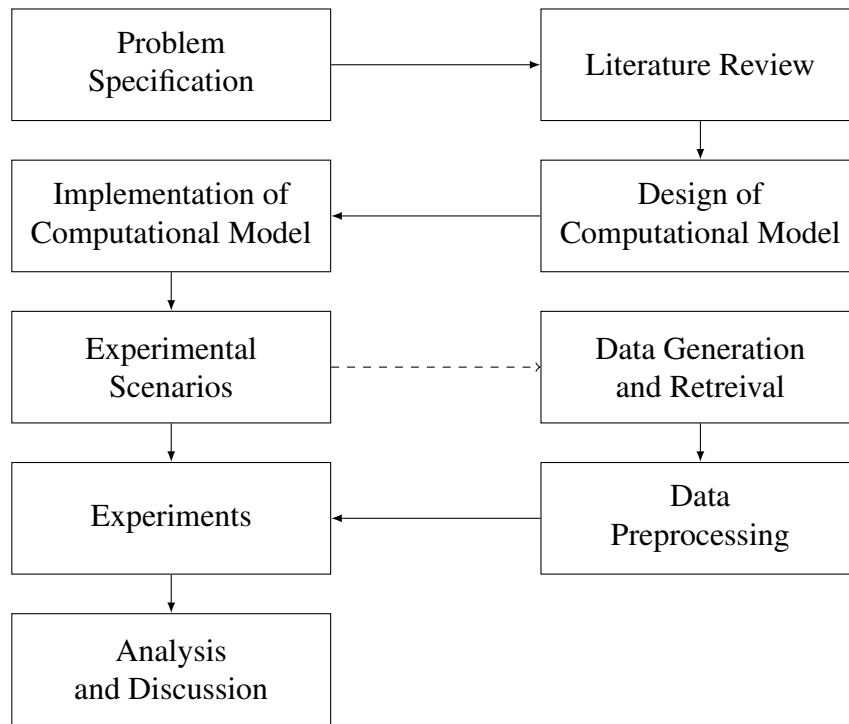 Problem
Specification
Literature Review
Implementation of
Computational Model
Design of
Computational Model
Experimental
Scenarios
Data Generation
and Retreival
Experiments
Data
Preprocessing
Analysis
and Discussion